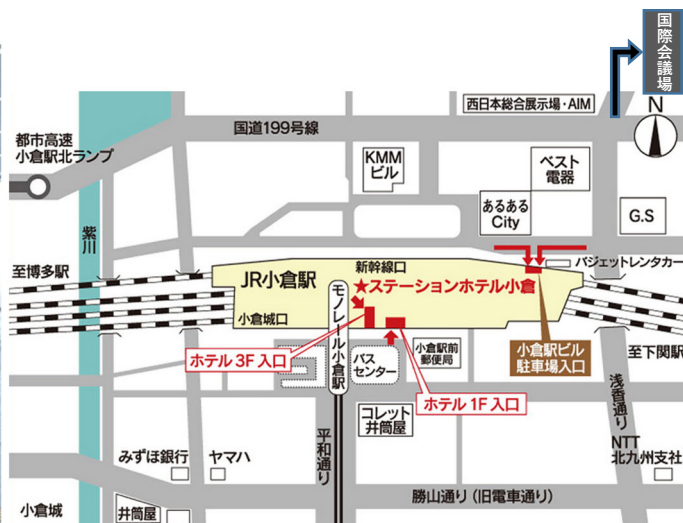 国際会議場
N
西日本総合展示場・AIM
国道199号線
都市高速
小倉駅北ランプ
KMM
ビル
ベスト
電器
あるある
City
G.S
紫川
新幹線口
バジェットレンタカー
至博多駅
JR小倉駅
★ステーションホテル小倉
小倉城口
モノレール小倉駅
小倉駅前
郵便局
小倉駅ビル
駐車場入口
至下関駅
ホテル 3F 入口
バス
センター
ホテル 1F 入口
浅香通り
コレット
井筒屋
平和通り
みずほ銀行
ヤマハ
NTT
北九州支社
勝山通り（旧電車通り）
小倉城
井筒屋